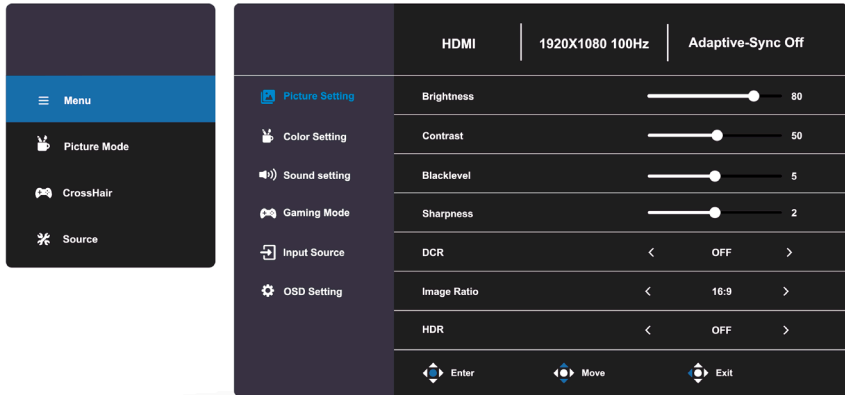 Menu
Picture Mode
CrossHair
Source
HDMI
1920X1080 100Hz
Adaptive-Sync Off
Picture Setting
Color Setting
Sound setting
Gaming Mode
Input Source
OSD Setting
Brightness 80
Contrast 50
Blacklevel 5
Sharpness 2
DCR OFF
Image Ratio 16:9
HDR OFF
Enter Move Exit